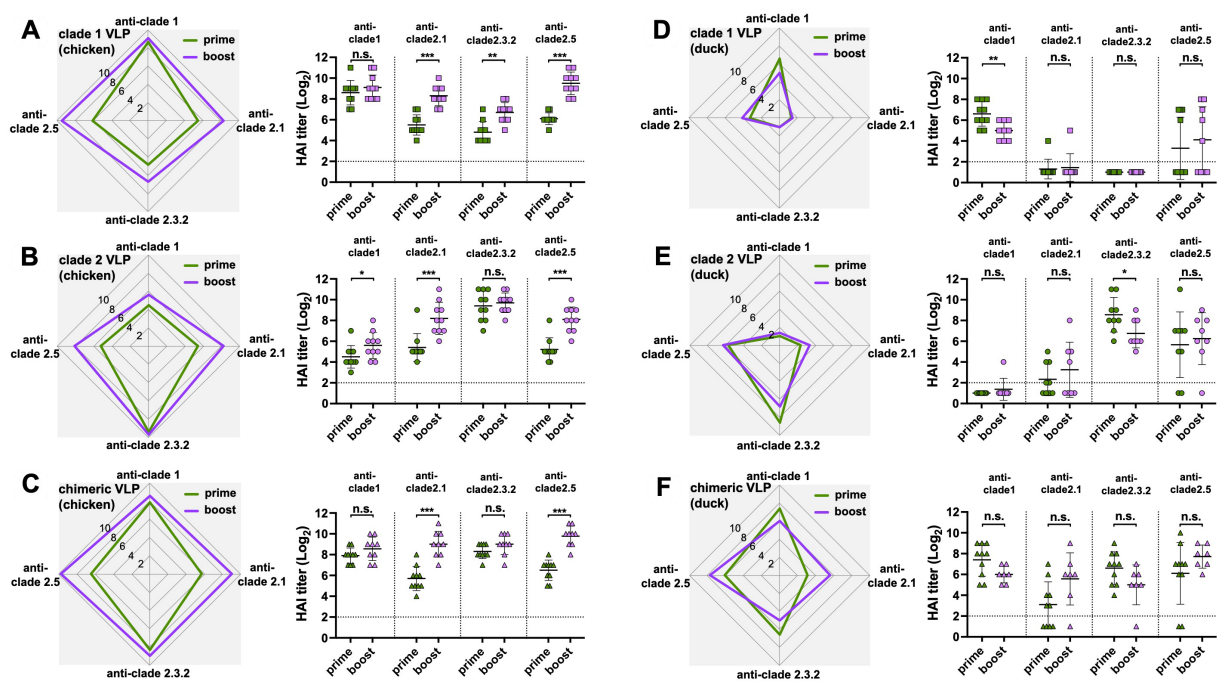 A
anti-clade 1
clade 1 VLP
(chicken)
prime
boost
10
8
6
4
2
anti-
clade 2.5
anti-
clade 2.1
anti-clade 2.3.2
anti-
clade1
anti-
clade2.1
anti-
clade2.3.2
anti-
clade2.5
n.s.
***
**
***
HAI titer (Log2)
12
10
8
6
4
2
0
prime
boost
prime
boost
prime
boost
prime
boost
D
anti-clade 1
clade 1 VLP
(duck)
prime
boost
10
8
6
4
2
anti-
clade 2.5
anti-
clade 2.1
anti-clade 2.3.2
anti-
clade1
anti-
clade2.1
anti-
clade2.3.2
anti-
clade2.5
**
n.s.
n.s.
n.s.
HAI titer (Log2)
12
10
8
6
4
2
0
prime
boost
prime
boost
prime
boost
prime
boost
B
anti-clade 1
clade 2 VLP
(chicken)
prime
boost
10
8
6
4
2
anti-
clade 2.5
anti-
clade 2.1
anti-clade 2.3.2
anti-
clade1
anti-
clade2.1
anti-
clade2.3.2
anti-
clade2.5
*
***
n.s.
***
HAI titer (Log2)
12
10
8
6
4
2
0
prime
boost
prime
boost
prime
boost
prime
boost
E
anti-clade 1
clade 2 VLP
(duck)
prime
boost
10
8
6
4
2
anti-
clade 2.5
anti-
clade 2.1
anti-clade 2.3.2
anti-
clade1
anti-
clade2.1
anti-
clade2.3.2
anti-
clade2.5
n.s.
n.s.
*
n.s.
HAI titer (Log2)
12
10
8
6
4
2
0
prime
boost
prime
boost
prime
boost
prime
boost
C
anti-clade 1
chimeric VLP
(chicken)
prime
boost
10
8
6
4
2
anti-
clade 2.5
anti-
clade 2.1
anti-clade 2.3.2
anti-
clade1
anti-
clade2.1
anti-
clade2.3.2
anti-
clade2.5
n.s.
***
n.s.
***
HAI titer (Log2)
12
10
8
6
4
2
0
prime
boost
prime
boost
prime
boost
prime
boost
F
anti-clade 1
chimeric VLP
(duck)
prime
boost
10
8
6
4
2
anti-
clade 2.5
anti-
clade 2.1
anti-clade 2.3.2
anti-
clade1
anti-
clade2.1
anti-
clade2.3.2
anti-
clade2.5
n.s.
n.s.
n.s.
n.s.
HAI titer (Log2)
12
10
8
6
4
2
0
prime
boost
prime
boost
prime
boost
prime
boost